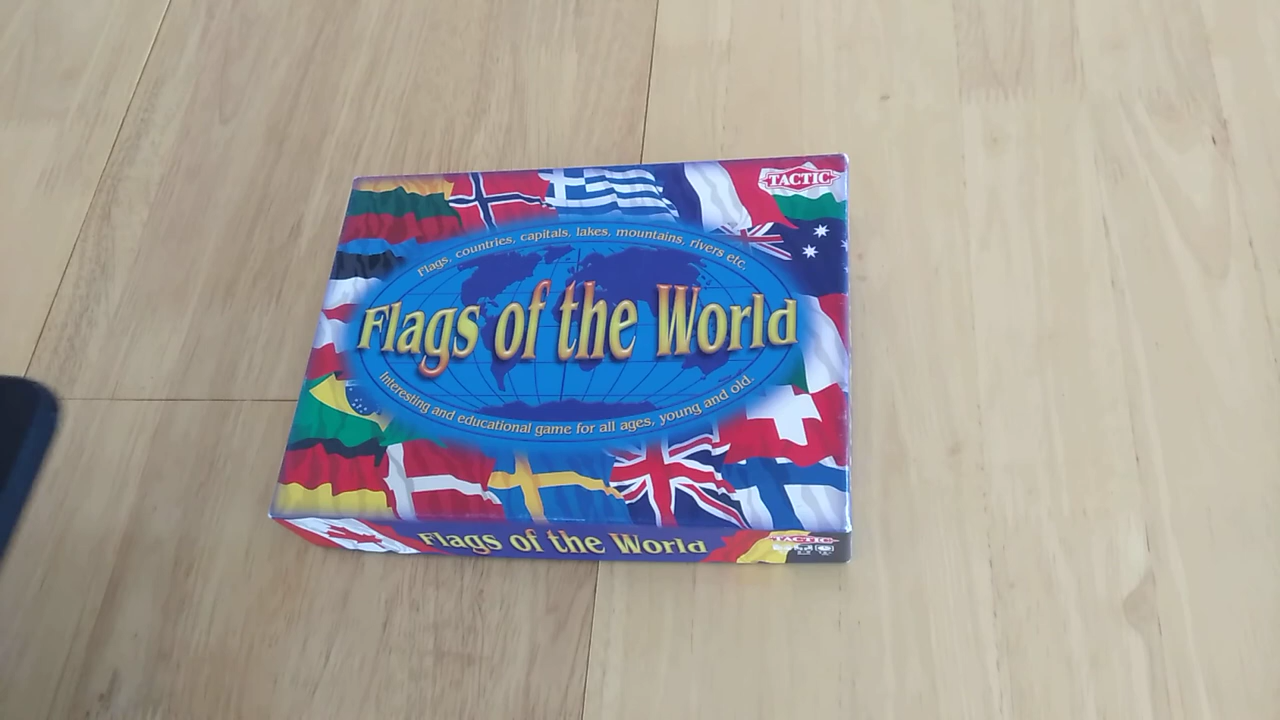 TACTIC
Flags, countries, capitals, lakes, mountains, rivers etc.
Flags of the World
Interesting and educational game for all ages, young and old.
Flags of the World
TACTIC